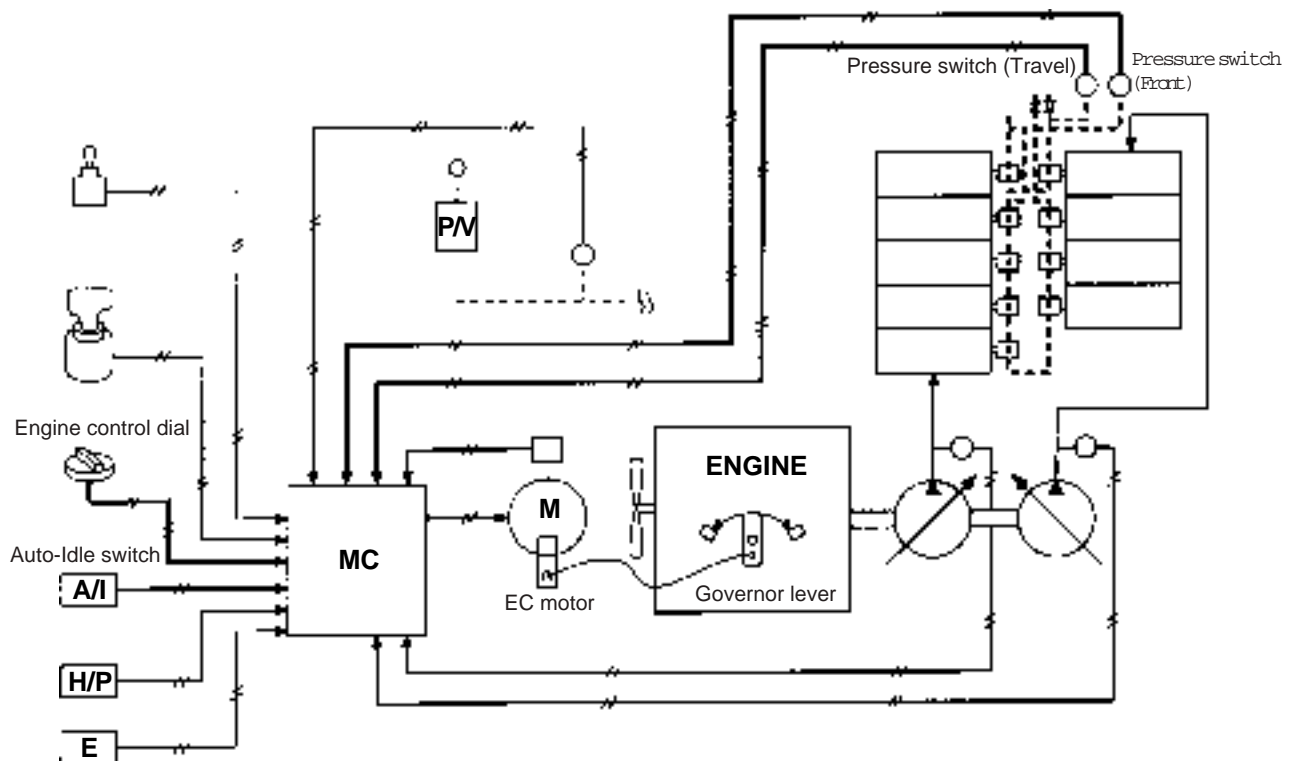 Pressure switch (Travel)
Pressure switch
(Front)
P/V
Engine control dial
ENGINE
M
MC
Auto-Idle switch
A/I
EC motor
Governor lever
H/P
E